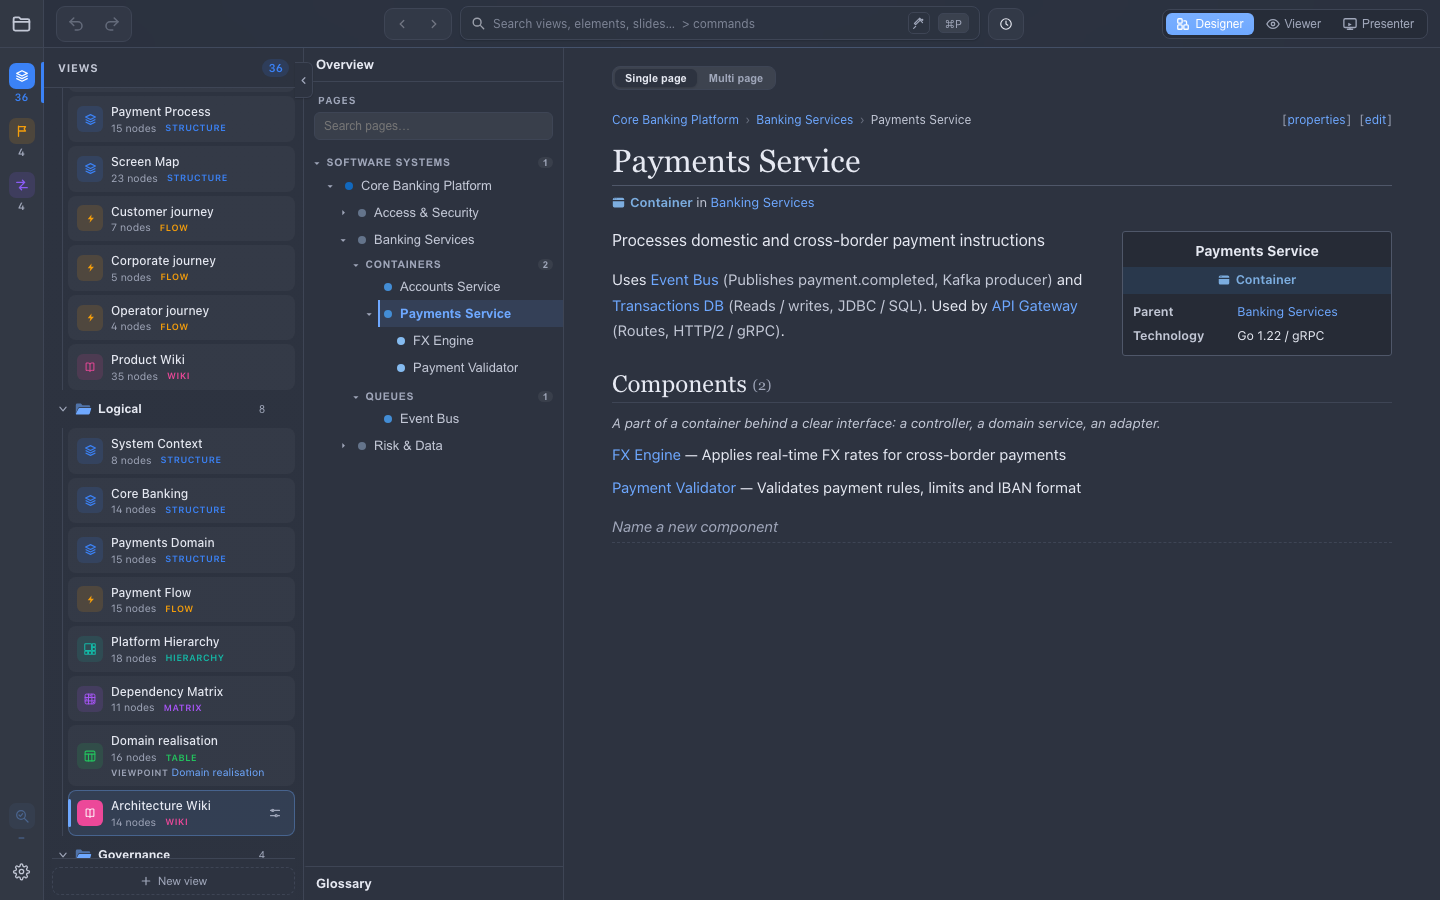 Search views, elements, slides... > commands
⌘P
Designer
Viewer
Presenter
36
4
4
VIEWS
36
Payment Process
15 nodes STRUCTURE
Screen Map
23 nodes STRUCTURE
Customer journey
7 nodes FLOW
Corporate journey
5 nodes FLOW
Operator journey
4 nodes FLOW
Product Wiki
35 nodes WIKI
Logical 8
System Context
8 nodes STRUCTURE
Core Banking
14 nodes STRUCTURE
Payments Domain
15 nodes STRUCTURE
Payment Flow
15 nodes FLOW
Platform Hierarchy
18 nodes HIERARCHY
Dependency Matrix
11 nodes MATRIX
Domain realisation
16 nodes TABLE
VIEWPOINT Domain realisation
Architecture Wiki
14 nodes WIKI
Governance 4
+ New view
Overview
PAGES
Search pages...
SOFTWARE SYSTEMS 1
Core Banking Platform
Access & Security
Banking Services
CONTAINERS 2
Accounts Service
Payments Service
FX Engine
Payment Validator
QUEUES 1
Event Bus
Risk & Data
Glossary
Single page
Multi page
Core Banking Platform › Banking Services › Payments Service
[properties] [edit]
Payments Service
Container in Banking Services
Processes domestic and cross-border payment instructions
Uses Event Bus (Publishes payment.completed, Kafka producer) and
Transactions DB (Reads / writes, JDBC / SQL). Used by API Gateway
(Routes, HTTP/2 / gRPC).
Payments Service
Container
Parent Banking Services
Technology Go 1.22 / gRPC
Components (2)
A part of a container behind a clear interface: a controller, a domain service, an adapter.
FX Engine — Applies real-time FX rates for cross-border payments
Payment Validator — Validates payment rules, limits and IBAN format
Name a new component